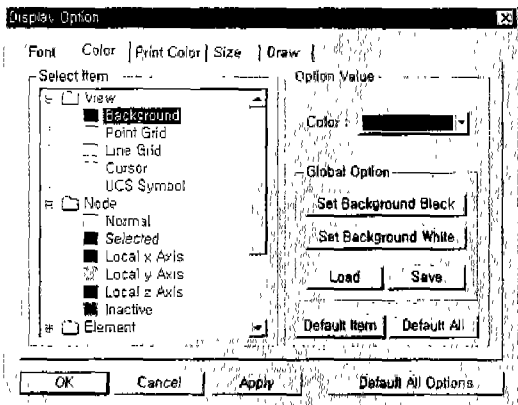 Display Option
Font Color Print Color Size Draw
Select Item
View
Background
Point Grid
Line Grid
Cursor
UCS Symbol
Node
Normal
Selected
Local x Axis
Local y Axis
Local z Axis
Inactive
Element
Option Value
Color :
Global Option
Set Background Black
Set Background White
Load Save
Default Item Default All
OK Cancel Apply Default All Options